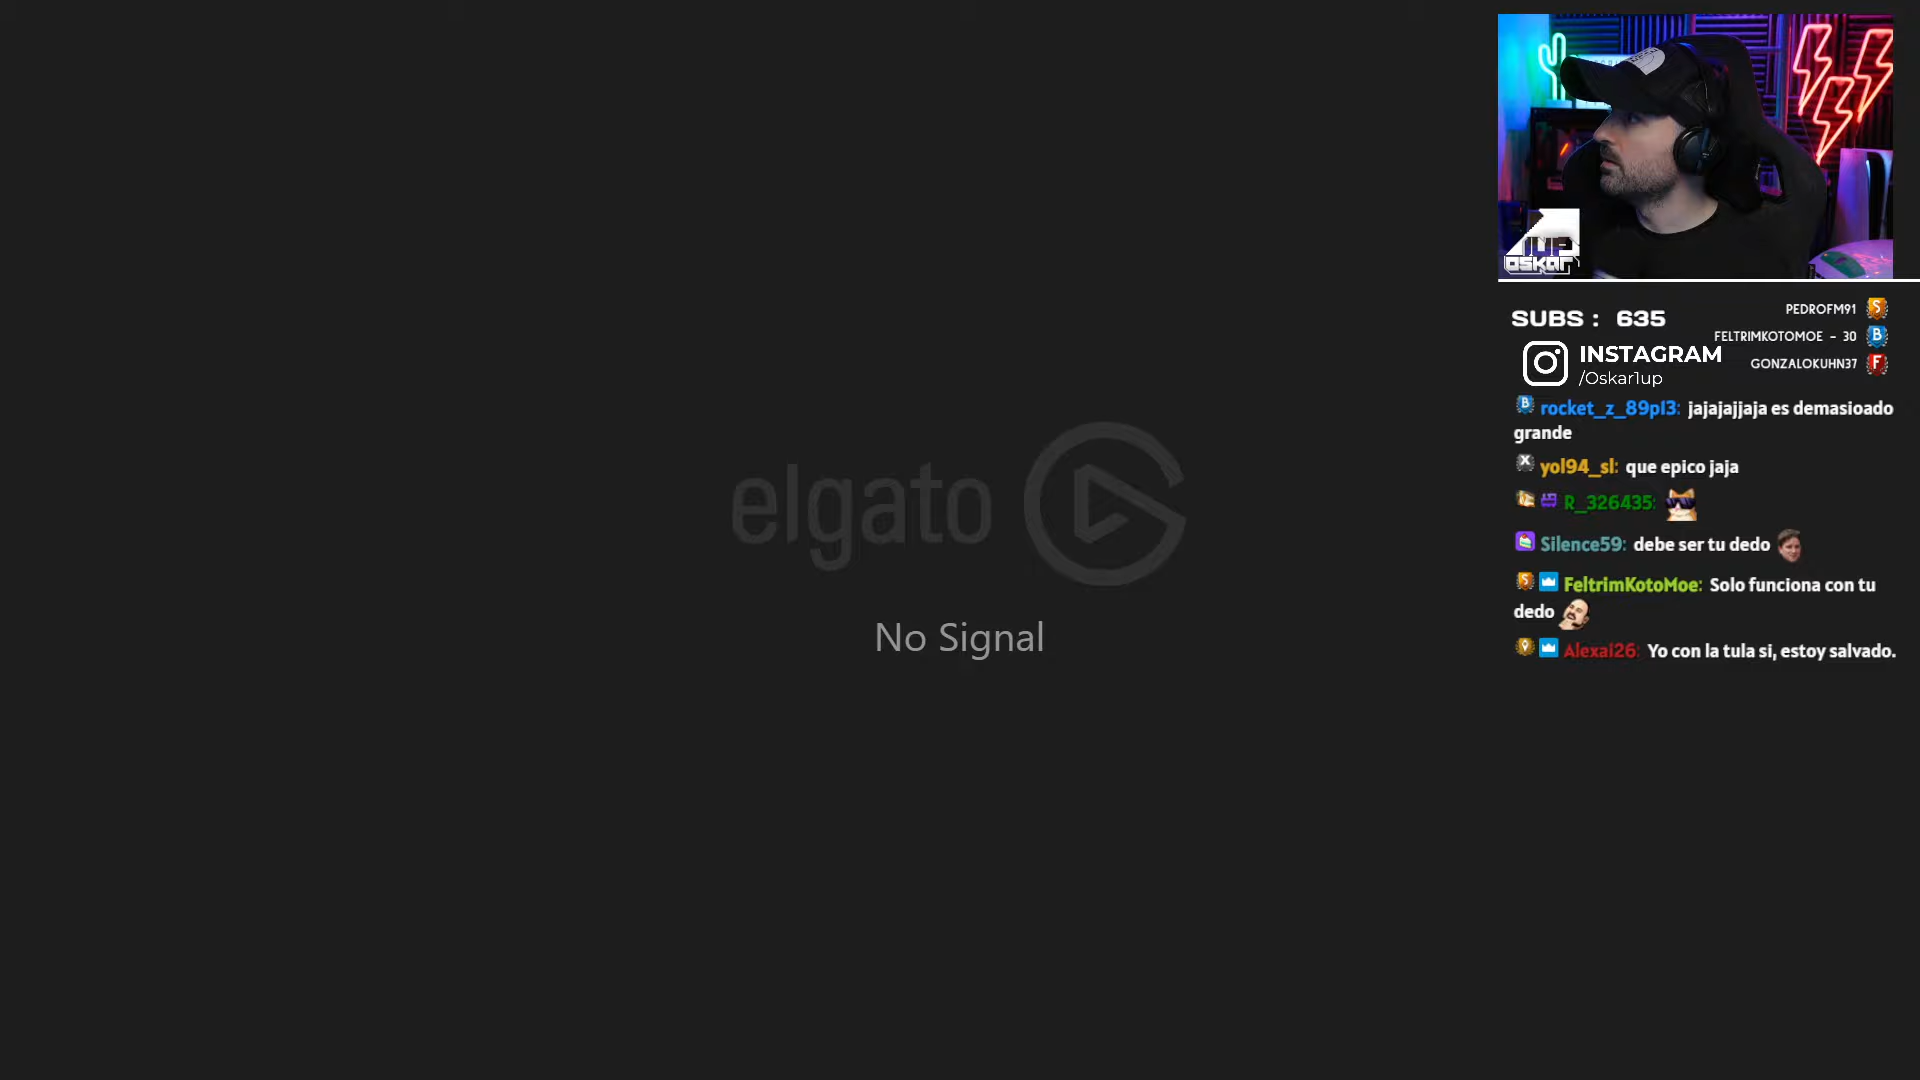 1UP
oskar
SUBS : 635
PEDROFM91
S
FELTRIMKOTOMOE - 30
B
INSTAGRAM
GONZALOKUHN37
F
/Oskar1up
rocket_z_89pl3: jajajajjaja es demasioado
grande
yol94_sl: que epico jaja
R_326435:
Silence59: debe ser tu dedo
FeltrimKotoMoe: Solo funciona con tu
dedo
Alexal26: Yo con la tula si, estoy salvado.
elgato
No Signal